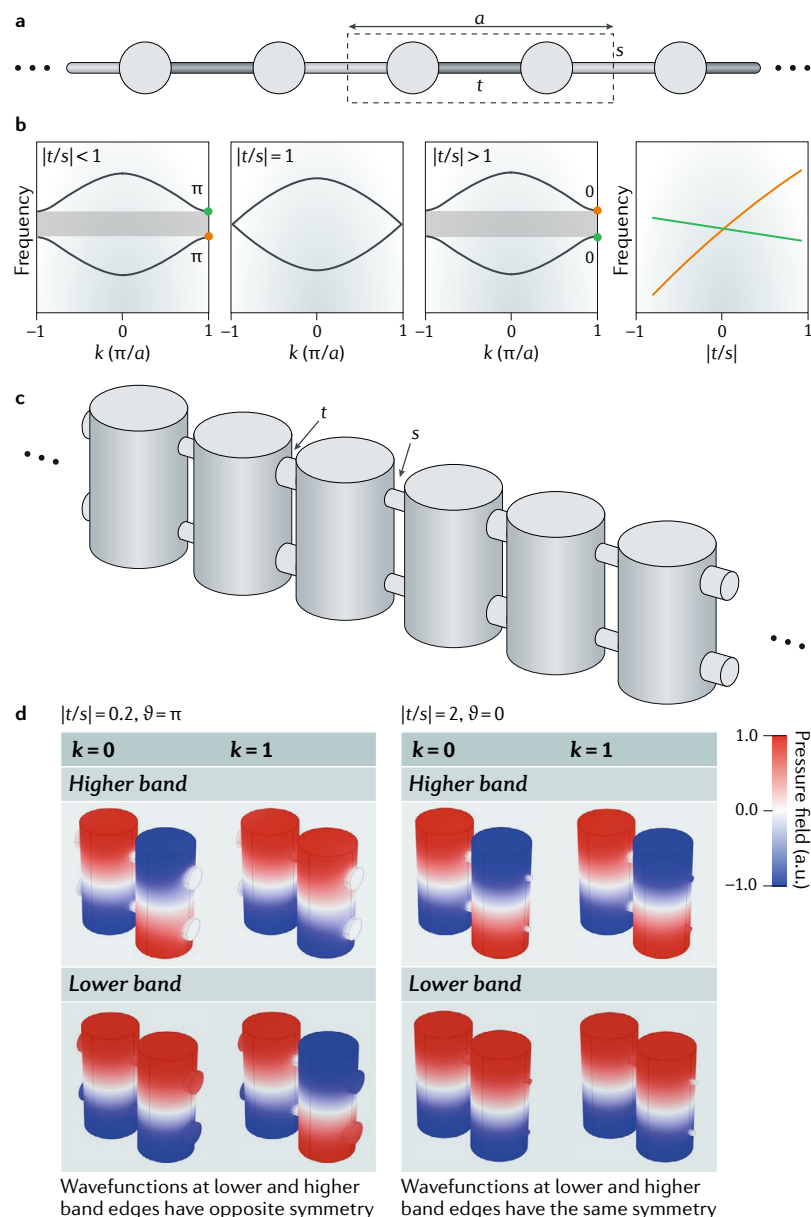 a
a
s
t
b
|t/s| < 1
|t/s| = 1
|t/s| > 1
Frequency
π
π
0
0
Frequency
−1
0
1
−1
0
1
−1
0
1
−1
0
1
k (π/a)
k (π/a)
k (π/a)
|t/s|
c
t
s
d
|t/s| = 0.2, ϑ = π
|t/s| = 2, ϑ = 0
k = 0
k = 1
k = 0
k = 1
Higher band
Higher band
1.0
0.0
−1.0
Pressure field (a.u.)
Lower band
Lower band
Wavefunctions at lower and higher
band edges have opposite symmetry
Wavefunctions at lower and higher
band edges have the same symmetry